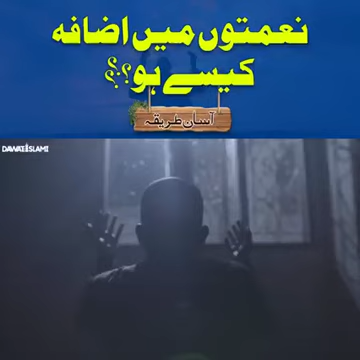 نعمتوں میں اضافہ
کیسے ہو؟؟
آسان طریقہ
DAWATEISLAMI